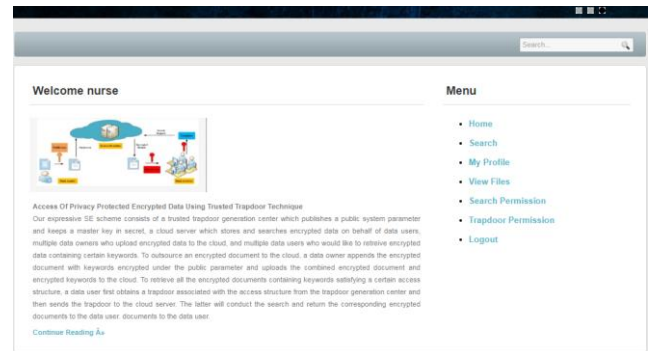 Search...
Welcome nurse
Menu
Access Of Privacy Protected Encrypted Data Using Trusted Trapdoor Technique
Our expressive SE scheme consists of a trusted trapdoor generation center which publishes a public system parameter
and keeps a master key in secret, a cloud server which stores and searches encrypted data on behalf of data users,
multiple data owners who upload encrypted data to the cloud, and multiple data users who would like to retreive encrypted
data containing certain keywords. To outsource an encrypted document to the cloud, a data owner appends the encrypted
document with keywords encrypted under the public parameter and uploads the combined encrypted document and
encrypted keywords to the cloud. To retrieve all the encrypted documents containing keywords satisfying a certain access
structure, a data user first obtains a trapdoor associated with the access structure from the trapdoor generation center and
then sends the trapdoor to the cloud server. The latter will conduct the search and return the corresponding encrypted
documents to the data user. documents to the data user.
Continue Reading Â»
Home
Search
My Profile
View Files
Search Permission
Trapdoor Permission
Logout